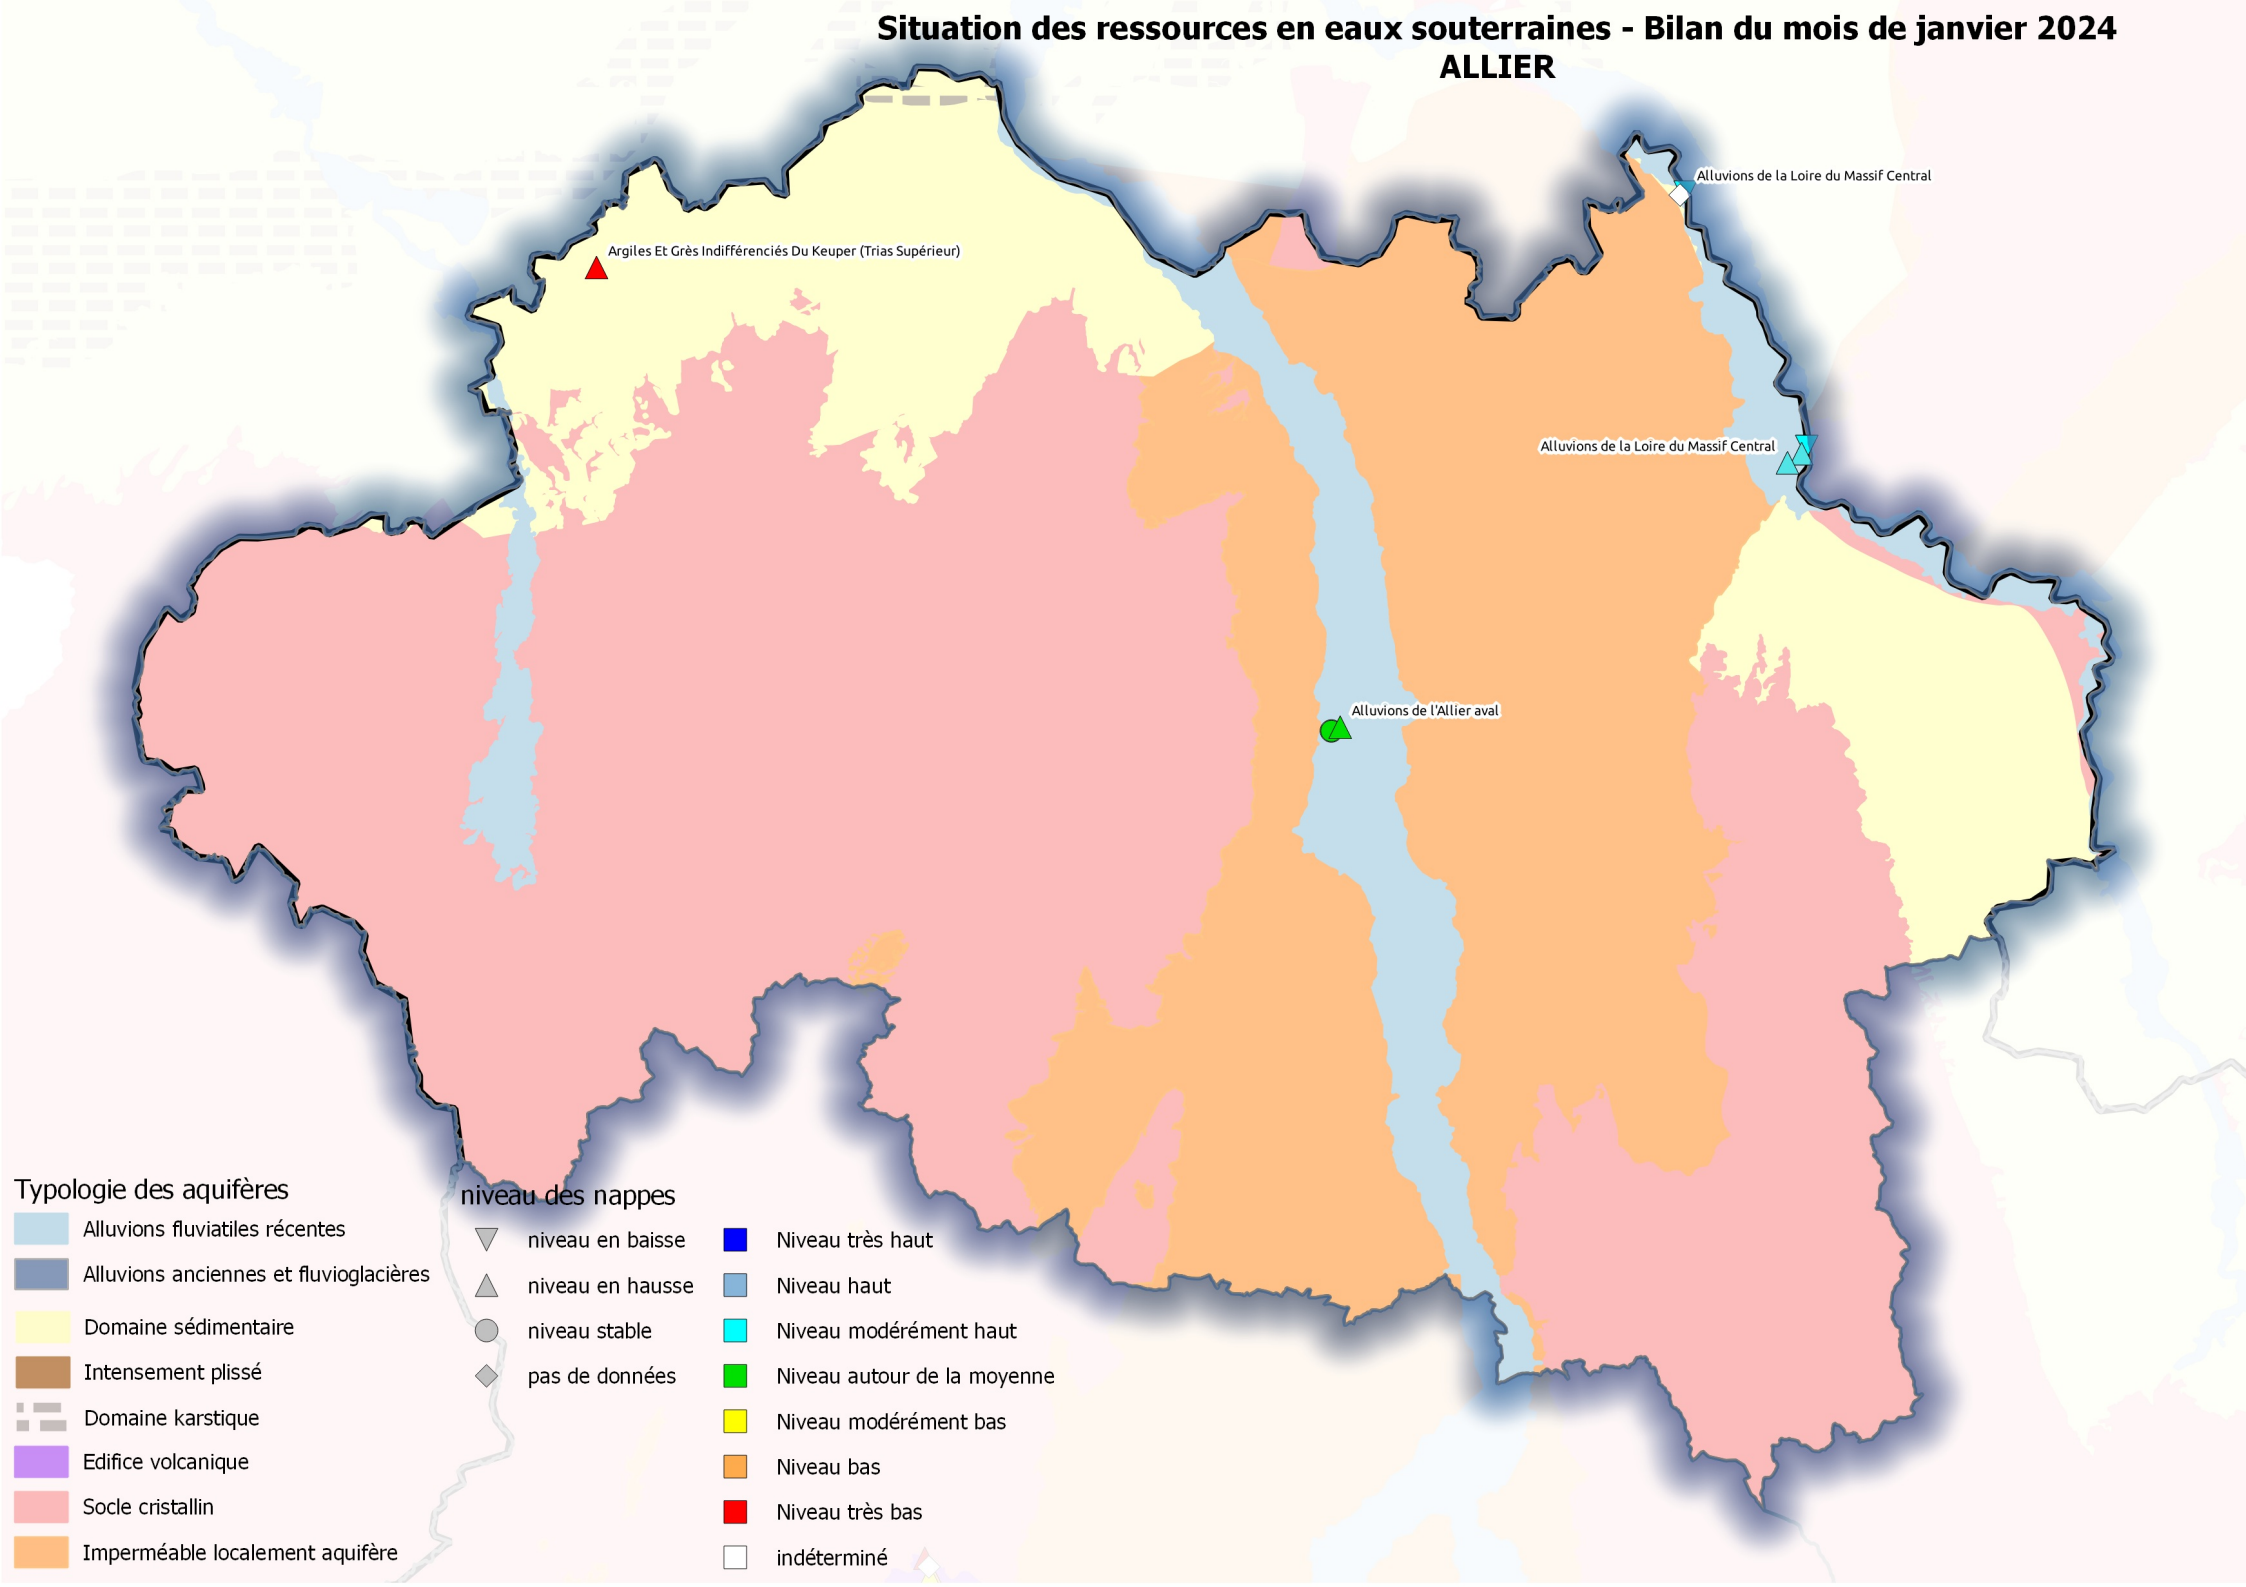 Situation des ressources en eaux souterraines - Bilan du mois de janvier 2024
ALLIER
Alluvions de la Loire du Massif Central
Argiles Et Grès Indifférenciés Du Keuper (Trias Supérieur)
Alluvions de la Loire du Massif Central
Alluvions de l'Allier aval
Typologie des aquifères
Alluvions fluviatiles récentes
Alluvions anciennes et fluvioglacières
Domaine sédimentaire
Intensement plissé
Domaine karstique
Edifice volcanique
Socle cristallin
Imperméable localement aquifère
niveau des nappes
niveau en baisse
niveau en hausse
niveau stable
pas de données
Niveau très haut
Niveau haut
Niveau modérément haut
Niveau autour de la moyenne
Niveau modérément bas
Niveau bas
Niveau très bas
indéterminé